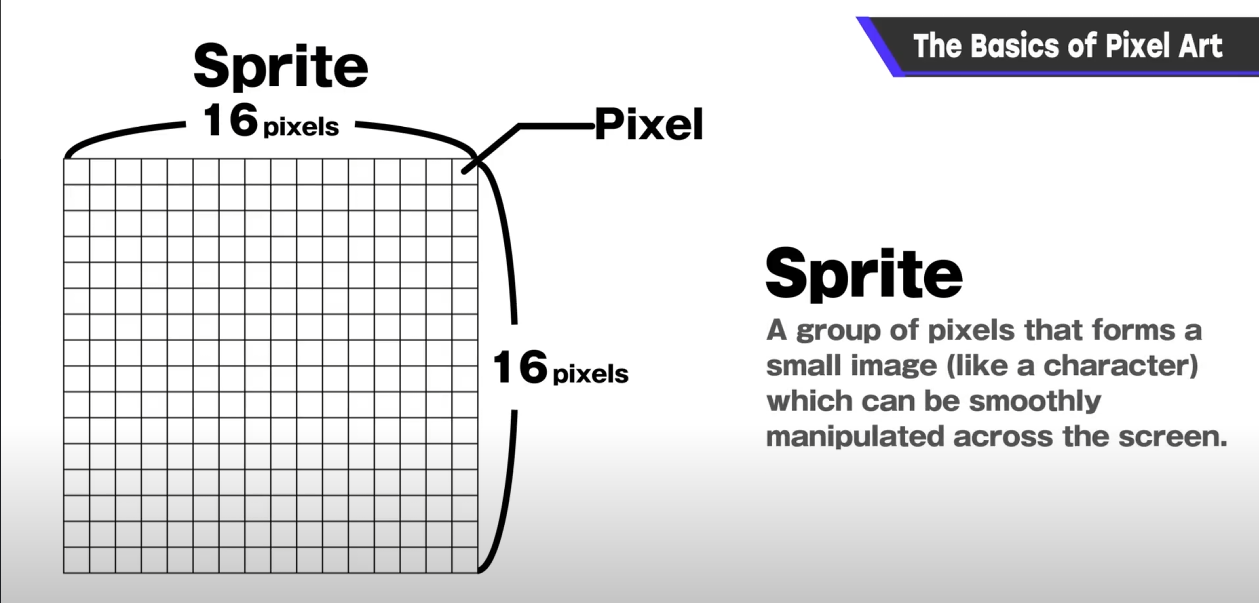 The Basics of Pixel Art
Sprite
16 pixels
Pixel
16 pixels
Sprite
A group of pixels that forms a
small image (like a character)
which can be smoothly
manipulated across the screen.